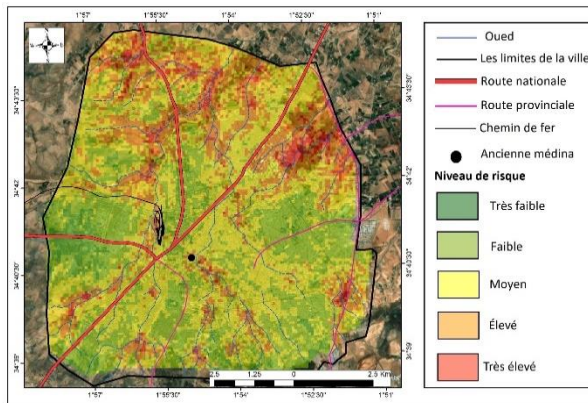 1°57' 1°55'30" 1°54' 1°52'30" 1°51'
34°43'30" 34°43'30"
34°42' 34°42'
34°40'30" 34°43'30"
34°39' 34°39
2.5 1.25 0 2.5 Km
1°57' 1°55'30" 1°54' 1°52'30" 1°51'
Oued
Les limites de la ville
Route nationale
Route provinciale
Chemin de fer
Ancienne médina
Niveau de risque
Très faible
Faible
Moyen
Élevé
Très élevé